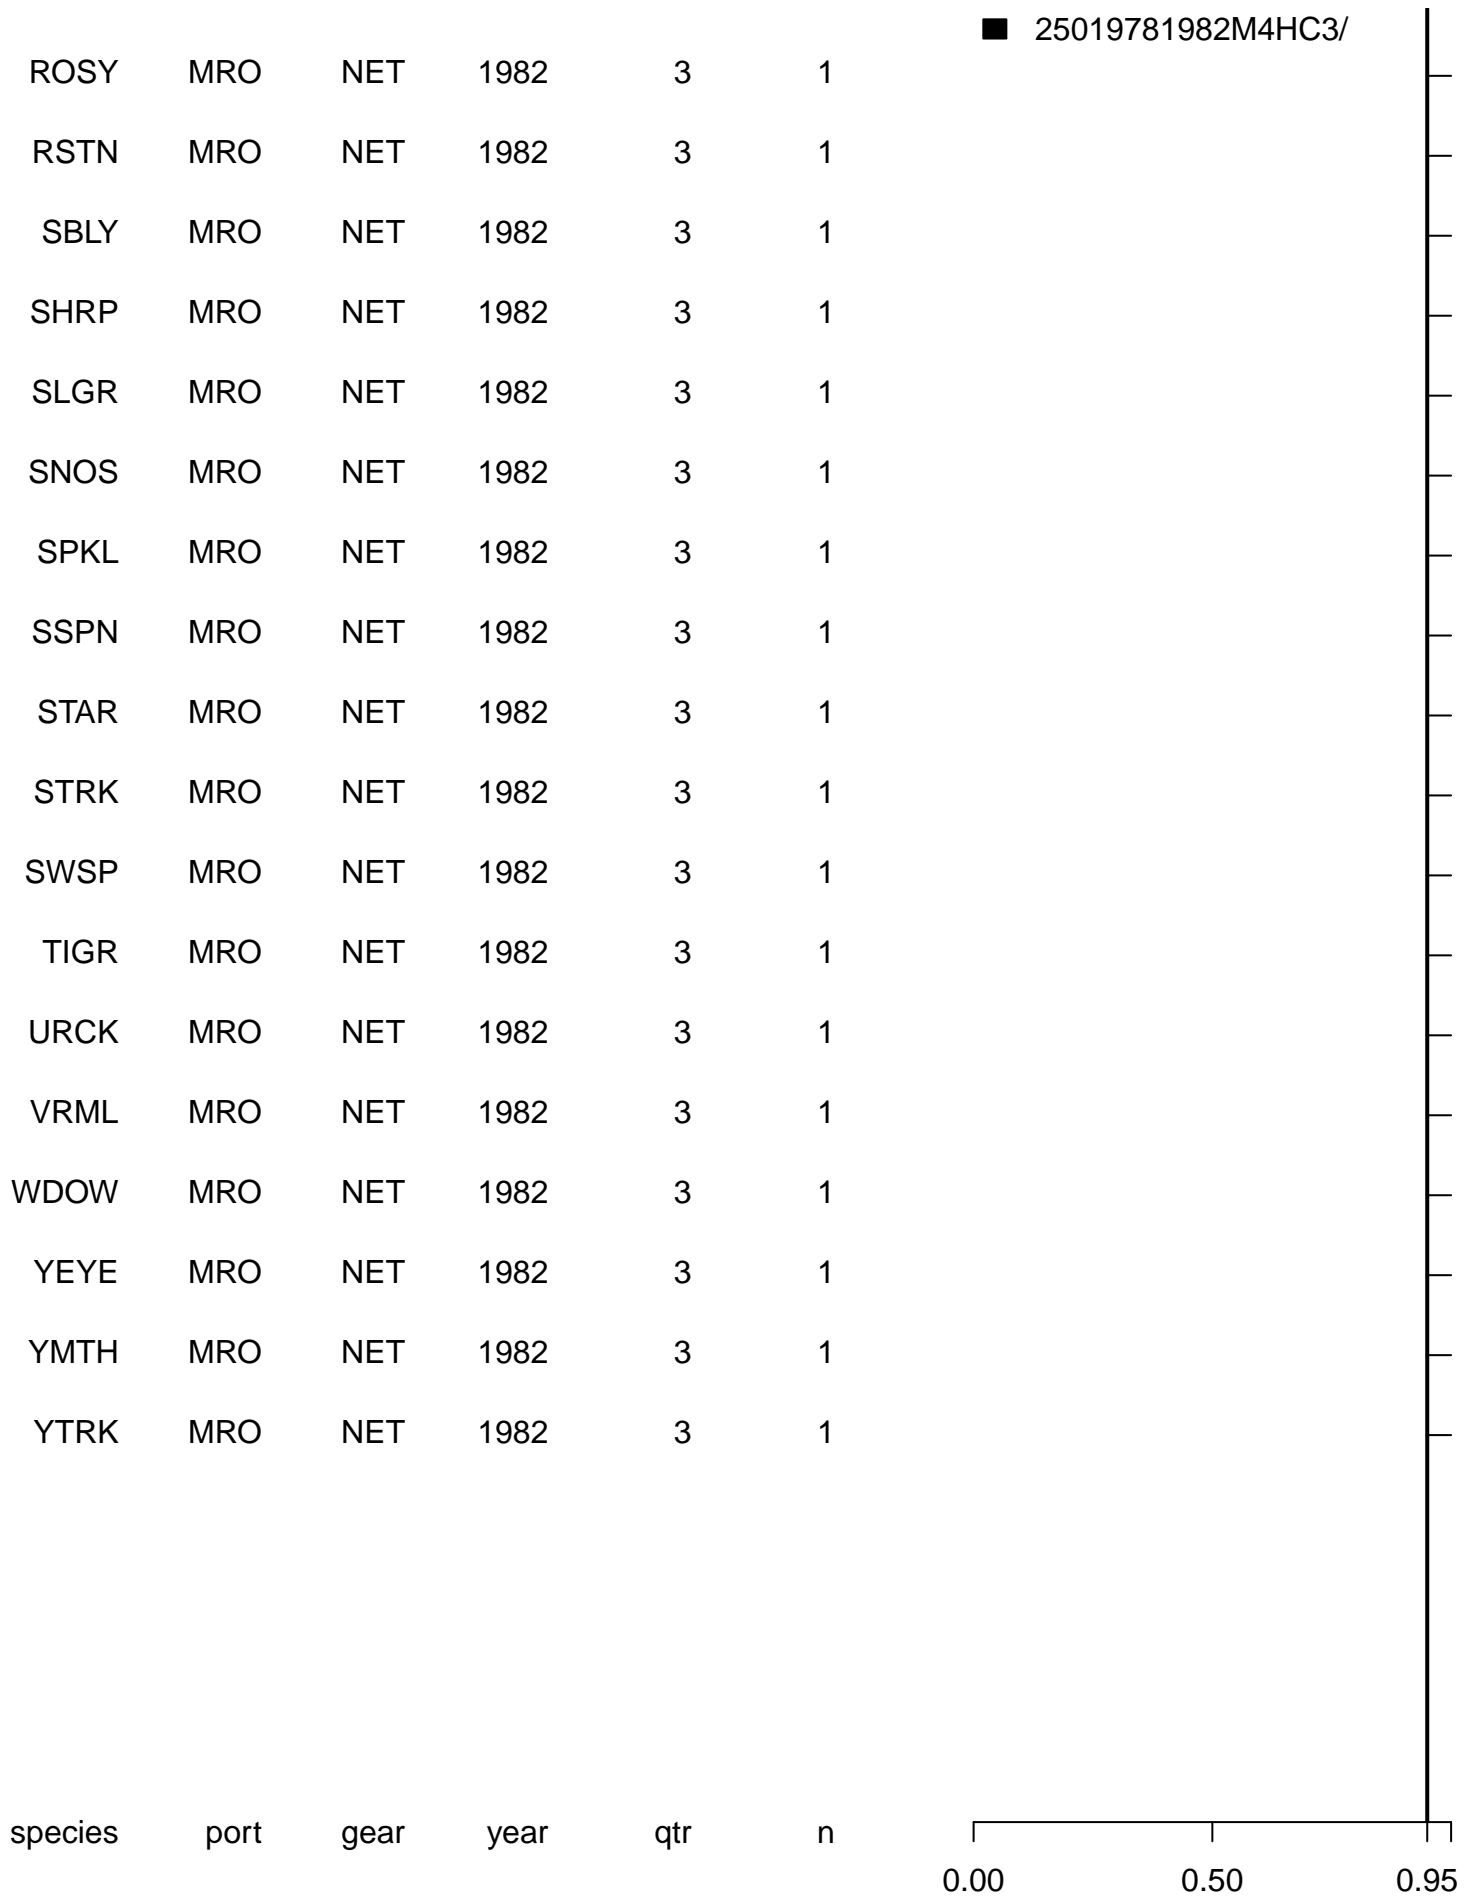 25019781982M4HC3/
ROSY MRO NET 1982 3 1
RSTN MRO NET 1982 3 1
SBLY MRO NET 1982 3 1
SHRP MRO NET 1982 3 1
SLGR MRO NET 1982 3 1
SNOS MRO NET 1982 3 1
SPKL MRO NET 1982 3 1
SSPN MRO NET 1982 3 1
STAR MRO NET 1982 3 1
STRK MRO NET 1982 3 1
SWSP MRO NET 1982 3 1
TIGR MRO NET 1982 3 1
URCK MRO NET 1982 3 1
VRML MRO NET 1982 3 1
WDOW MRO NET 1982 3 1
YEYE MRO NET 1982 3 1
YMTH MRO NET 1982 3 1
YTRK MRO NET 1982 3 1
species port gear year qtr n
0.00 0.50 0.95